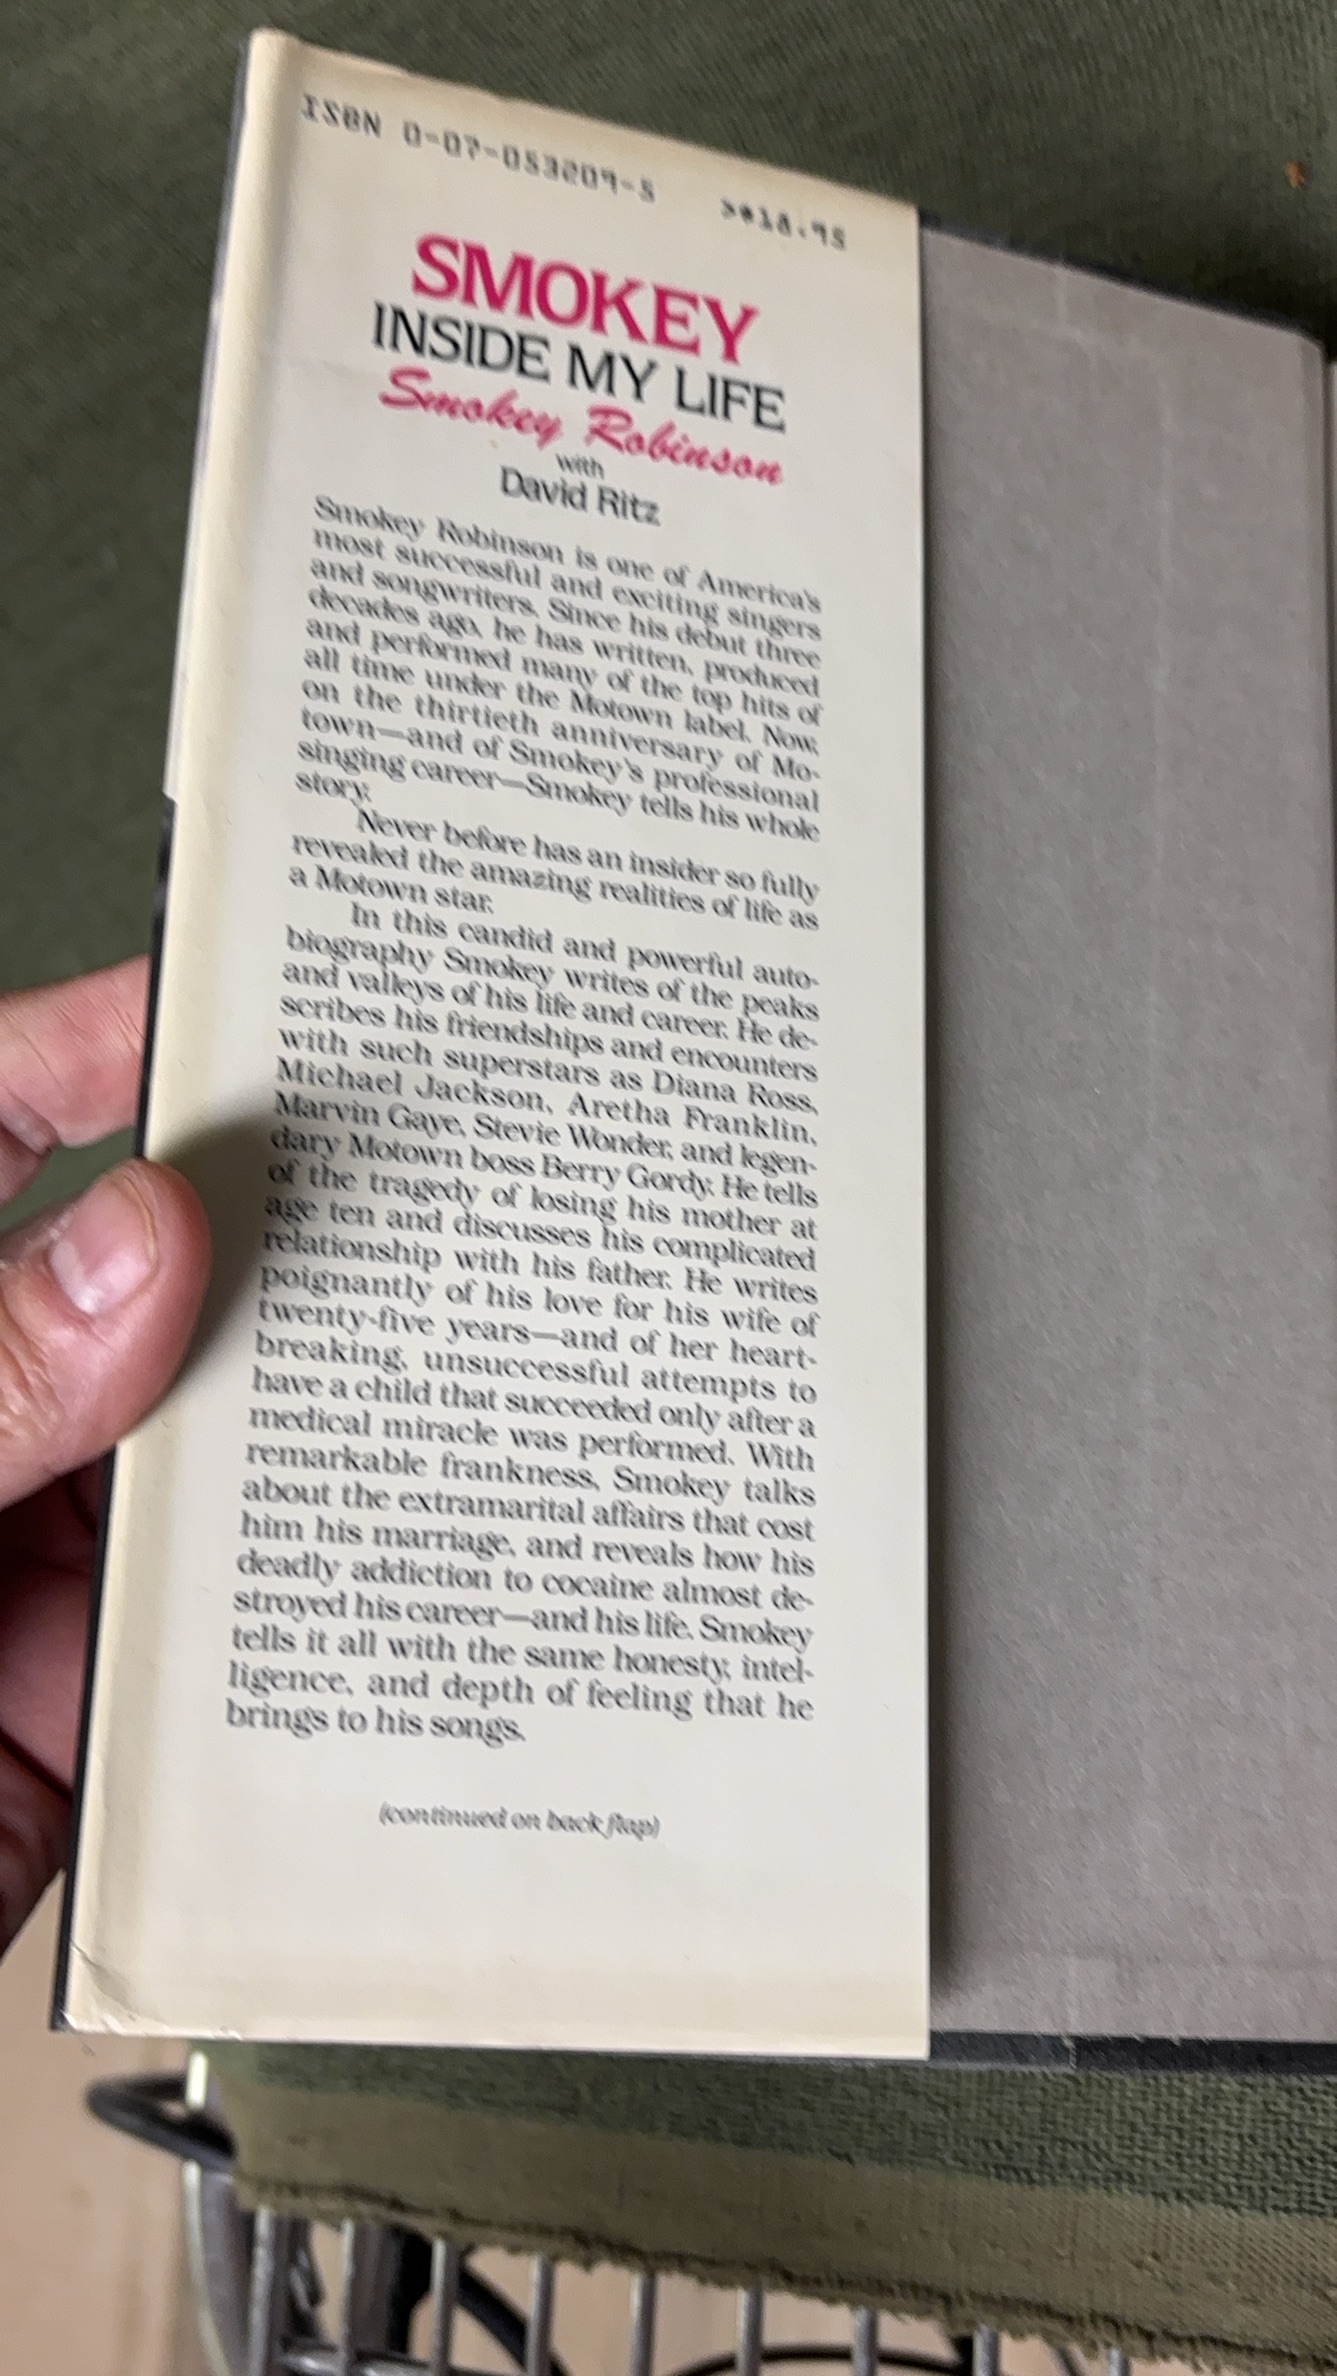 ISBN 0-07-053209-5 >$18.95
SMOKEY
INSIDE MY LIFE
Smokey Robinson
with
David Ritz
Smokey Robinson is one of America's
most successful and exciting singers
and songwriters. Since his debut three
decades ago, he has written, produced
and performed many of the top hits of
all time under the Motown label. Now,
on the thirtieth anniversary of Mo-
town—and of Smokey's professional
singing career—Smokey tells his whole
story.
Never before has an insider so fully
revealed the amazing realities of life as
a Motown star.
In this candid and powerful auto-
biography Smokey writes of the peaks
and valleys of his life and career. He de-
scribes his friendships and encounters
with such superstars as Diana Ross,
Michael Jackson, Aretha Franklin,
Marvin Gaye, Stevie Wonder, and legen-
dary Motown boss Berry Gordy. He tells
of the tragedy of losing his mother at
age ten and discusses his complicated
relationship with his father. He writes
poignantly of his love for his wife of
twenty-five years—and of her heart-
breaking, unsuccessful attempts to
have a child that succeeded only after a
medical miracle was performed. With
remarkable frankness, Smokey talks
about the extramarital affairs that cost
him his marriage, and reveals how his
deadly addiction to cocaine almost de-
stroyed his career—and his life. Smokey
tells it all with the same honesty, intel-
ligence, and depth of feeling that he
brings to his songs.
(continued on back flap)